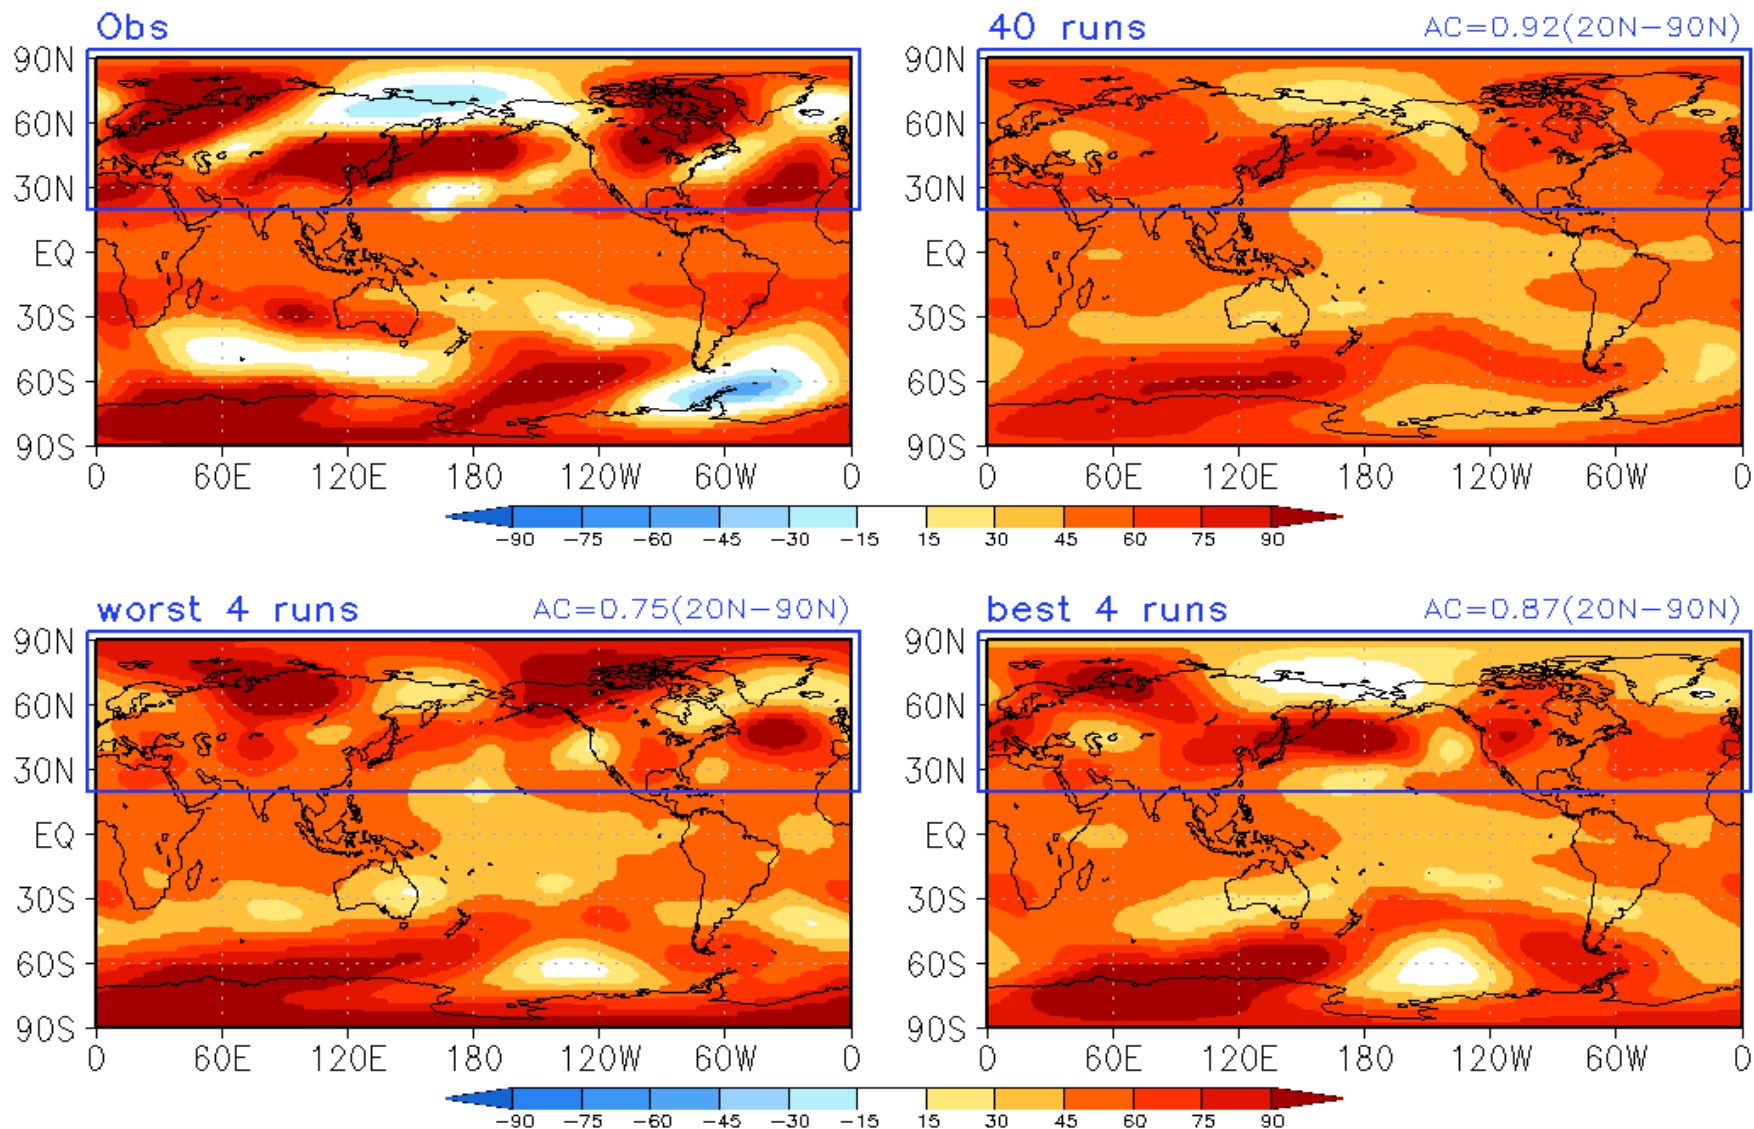 Obs
40 runs AC=0.92(20N−90N)
90N
60N
30N
EQ
30S
60S
90S
0 60E 120E 180 120W 60W 0
90N
60N
30N
EQ
30S
60S
90S
0 60E 120E 180 120W 60W 0
−90 −75 −60 −45 −30 −15 15 30 45 60 75 90
worst 4 runs AC=0.75(20N−90N)
best 4 runs AC=0.87(20N−90N)
90N
60N
30N
EQ
30S
60S
90S
0 60E 120E 180 120W 60W 0
90N
60N
30N
EQ
30S
60S
90S
0 60E 120E 180 120W 60W 0
−90 −75 −60 −45 −30 −15 15 30 45 60 75 90